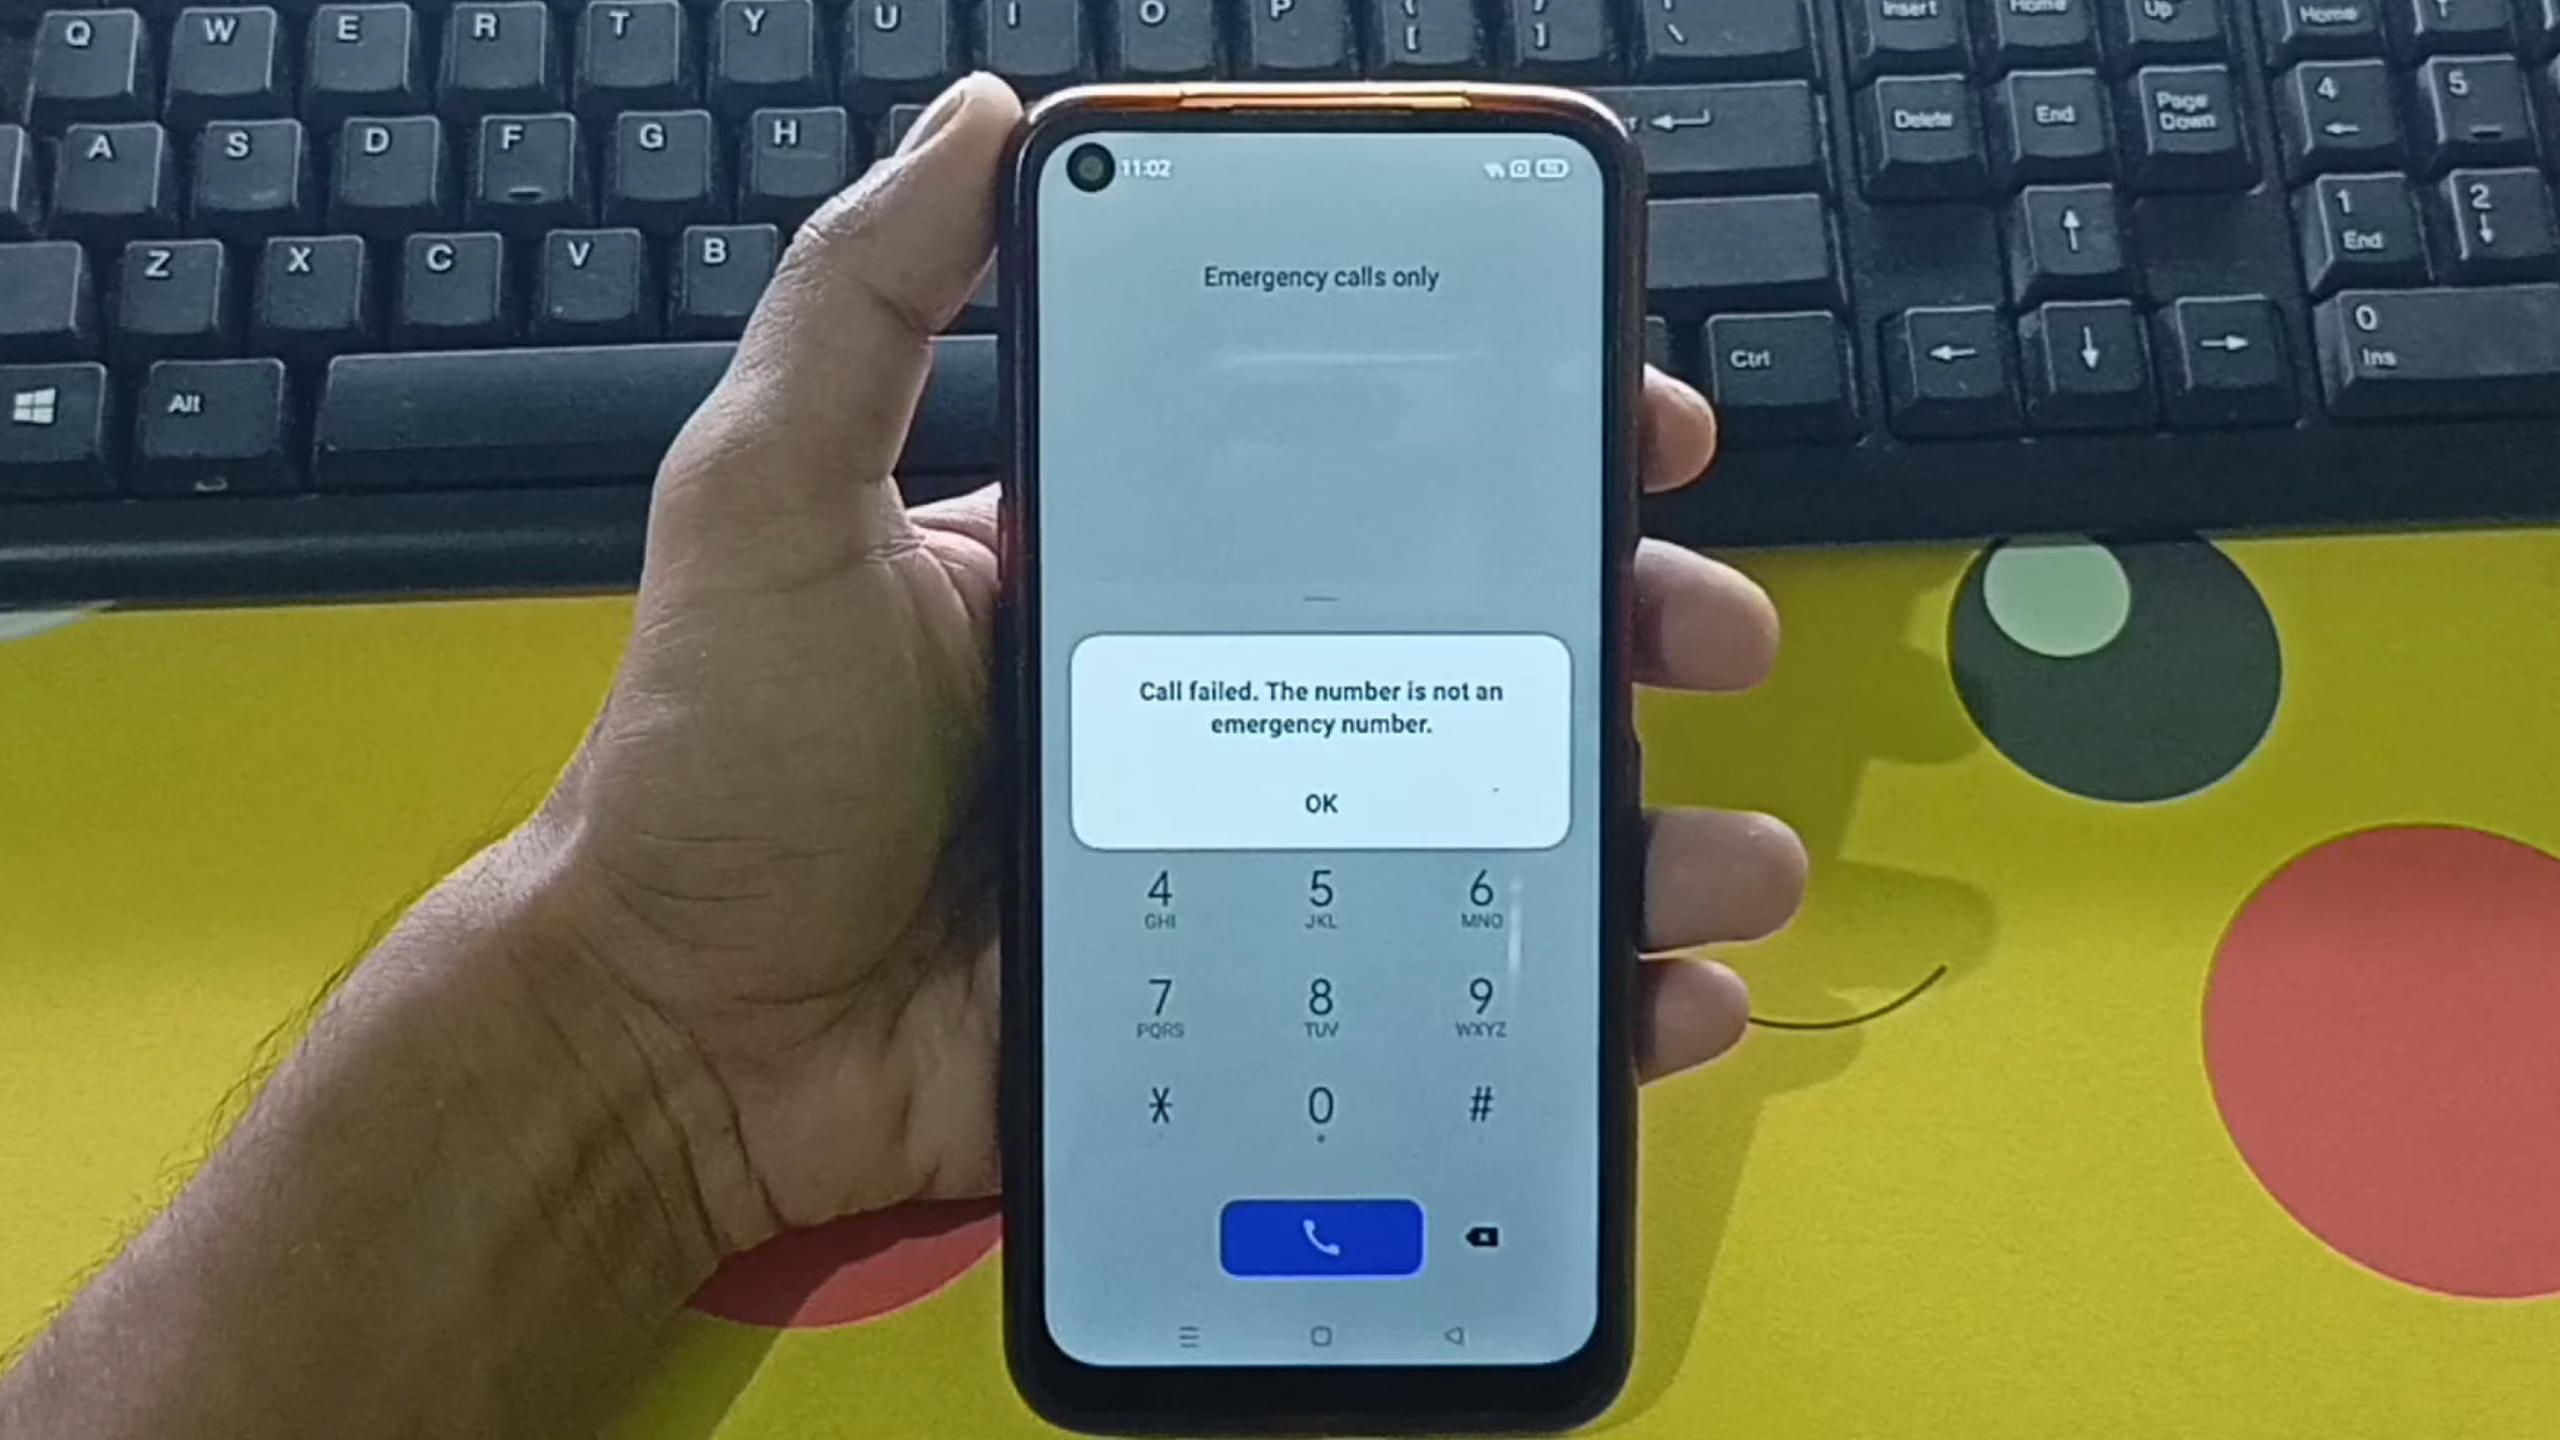 Q W E R T Y U I O P { [ } ] \ Insert Home Up Home
A S D F G H Delete End Page Down 4 5
Z X C V B 1 End 2
Alt Ctrl 0 Ins
11:02
Emergency calls only
Call failed. The number is not an
emergency number.
OK
4 5 6
GHI JKL MNO
7 8 9
PQRS TUV WXYZ
* 0 #